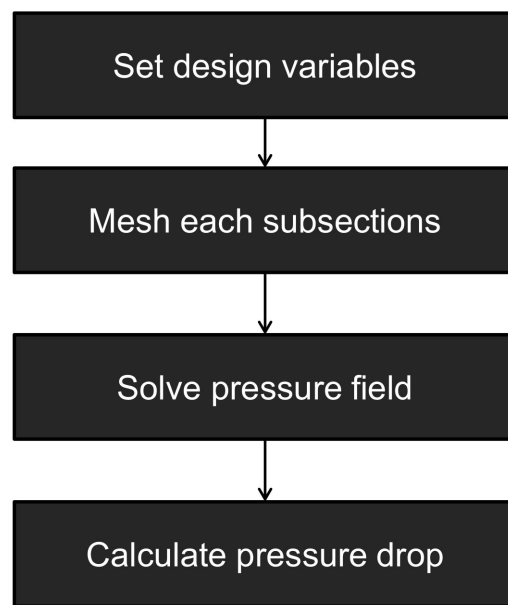 Set design variables
Mesh each subsections
Solve pressure field
Calculate pressure drop